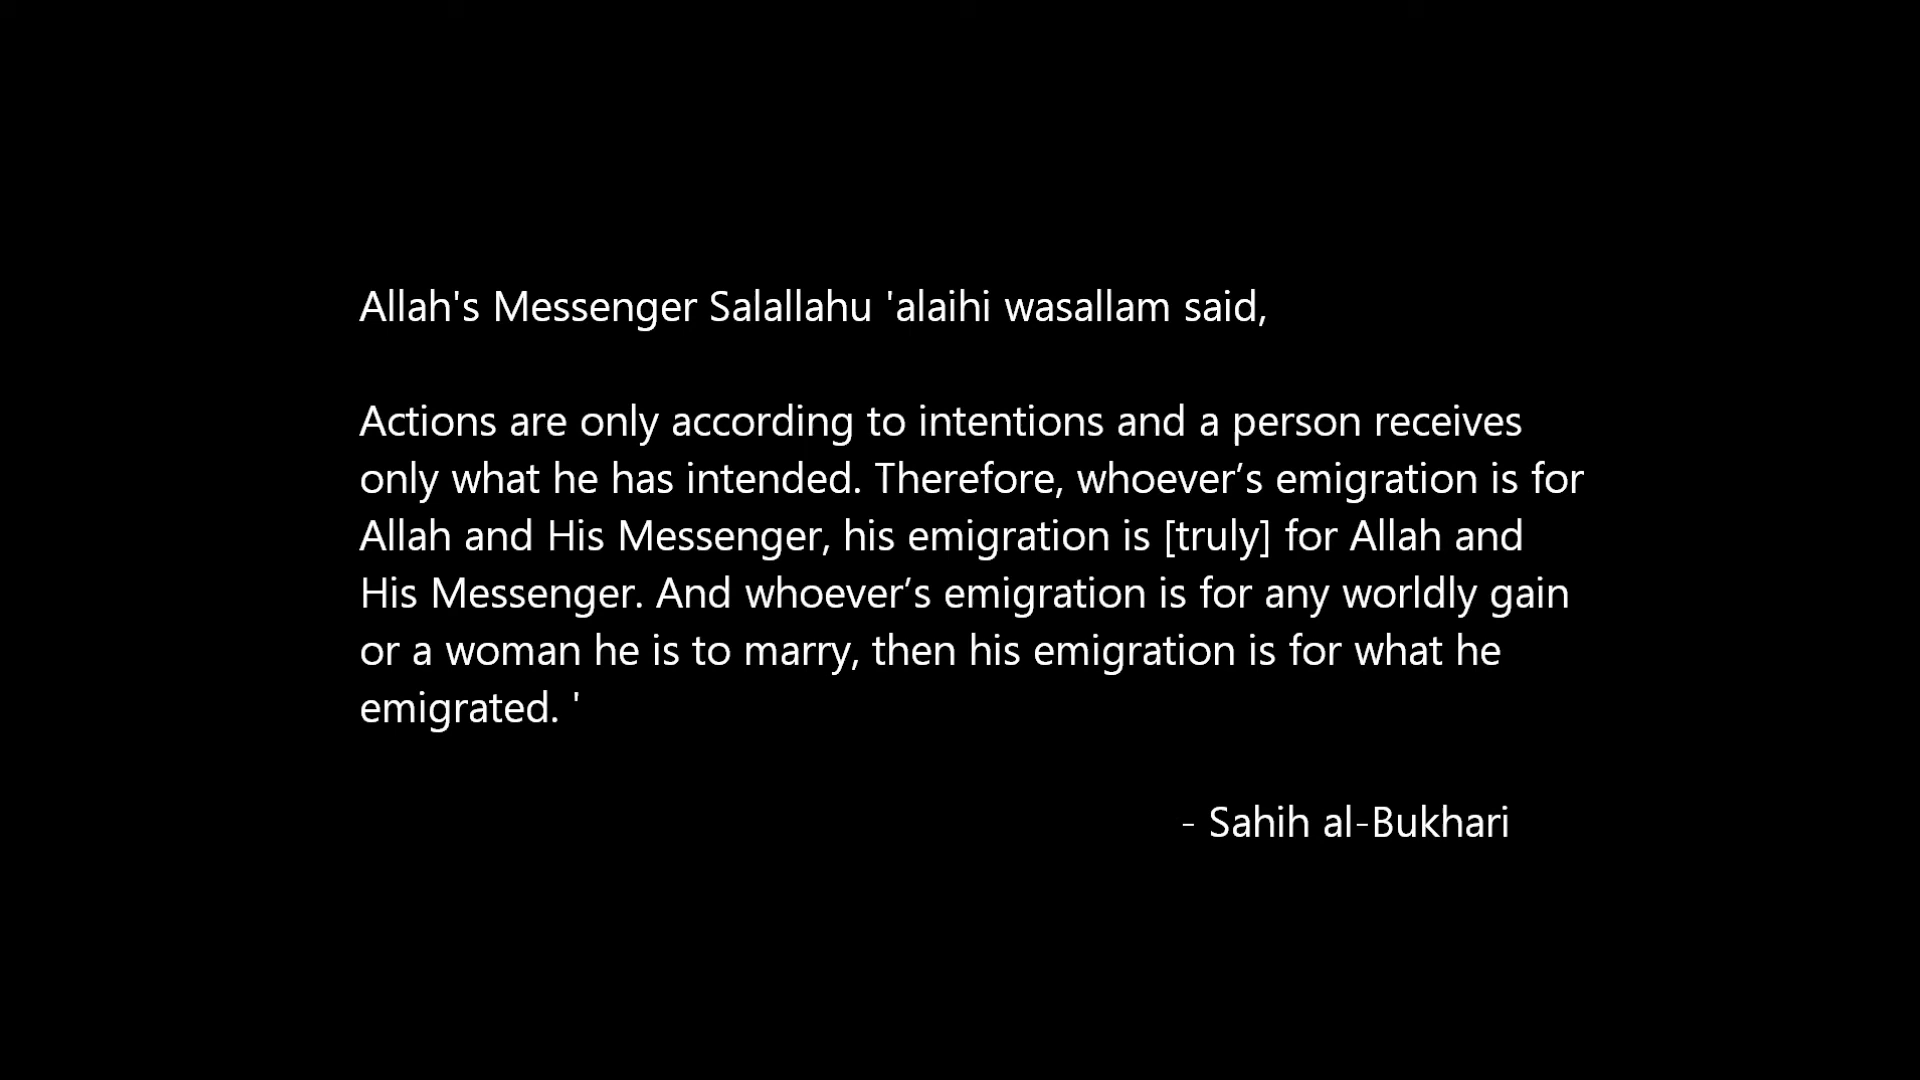 Allah's Messenger Salallahu 'alaihi wasallam said,
Actions are only according to intentions and a person receives
only what he has intended. Therefore, whoever’s emigration is for
Allah and His Messenger, his emigration is [truly] for Allah and
His Messenger. And whoever’s emigration is for any worldly gain
or a woman he is to marry, then his emigration is for what he
emigrated. '
- Sahih al-Bukhari